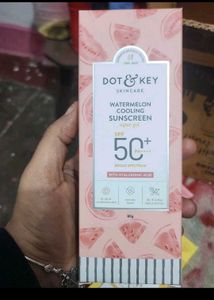 DOT & KEY
SKINCARE
WATERMELON
COOLING
SUNSCREEN
SPF
50+
PA++++
BROAD SPECTRUM
WITH HYALURONIC ACID